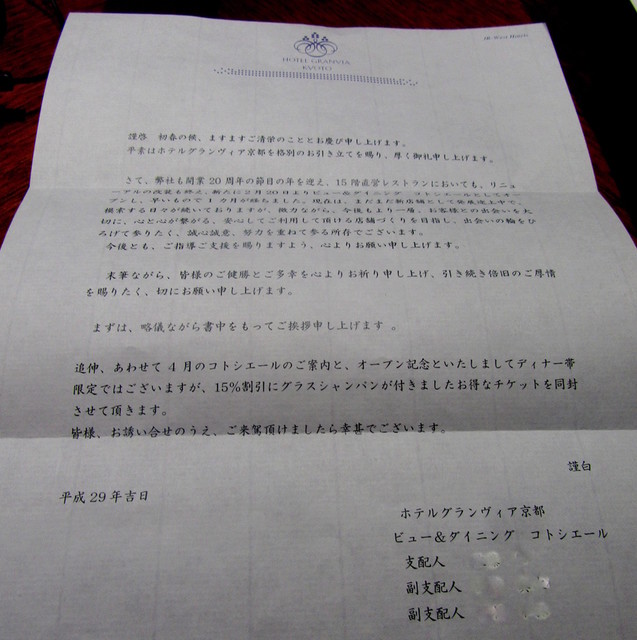 HOTEL GRANVIA
KYOTO
謹啓 初春の候、ますますご清栄のこととお慶び申し上げます。
平素はホテルグランヴィア京都を格別のお引き立てを賜り、厚く御礼申し上げます。
さて、弊社も開業20周年の節目の年を迎え、15階直営レストランにおいても、リニュ
ーアルの改装も終え、新たに2月20日よりビュー&ダイニング コトシエールとしてオー
プンし、早いもので1カ月が経ちました。現在は、まだまだ新店舗として発展途上中で、
模索する日々が続いておりますが、微力ながら、今後もより一層、お客様との出会いを大
切に、心と心が繋がる、安心してご利用して頂ける店舗づくりを目指し、出会いの輪をひ
ろげて参りたく、誠心誠意、努力を重ねて参る所存でございます。
今後とも、ご指導ご支援を賜りますよう、心よりお願い申し上げます。
末筆ながら、皆様のご健勝とご多幸を心よりお祈り申し上げ、引き続き倍旧のご厚情
を賜りたく、切にお願い申し上げます。
まずは、略儀ながら書中をもってご挨拶申し上げます 。
追伸、あわせて4月のコトシエールのご案内と、オープン記念といたしましてディナー帯
限定ではございますが、15%割引にグラスシャンパンが付きましたお得なチケットを同封
させて頂きます。
皆様、お誘い合せのうえ、ご来駕頂けましたら幸甚でございます。
謹白
平成29年吉日
ホテルグランヴィア京都
ビュー&ダイニング コトシエール
支配人
副支配人
副支配人